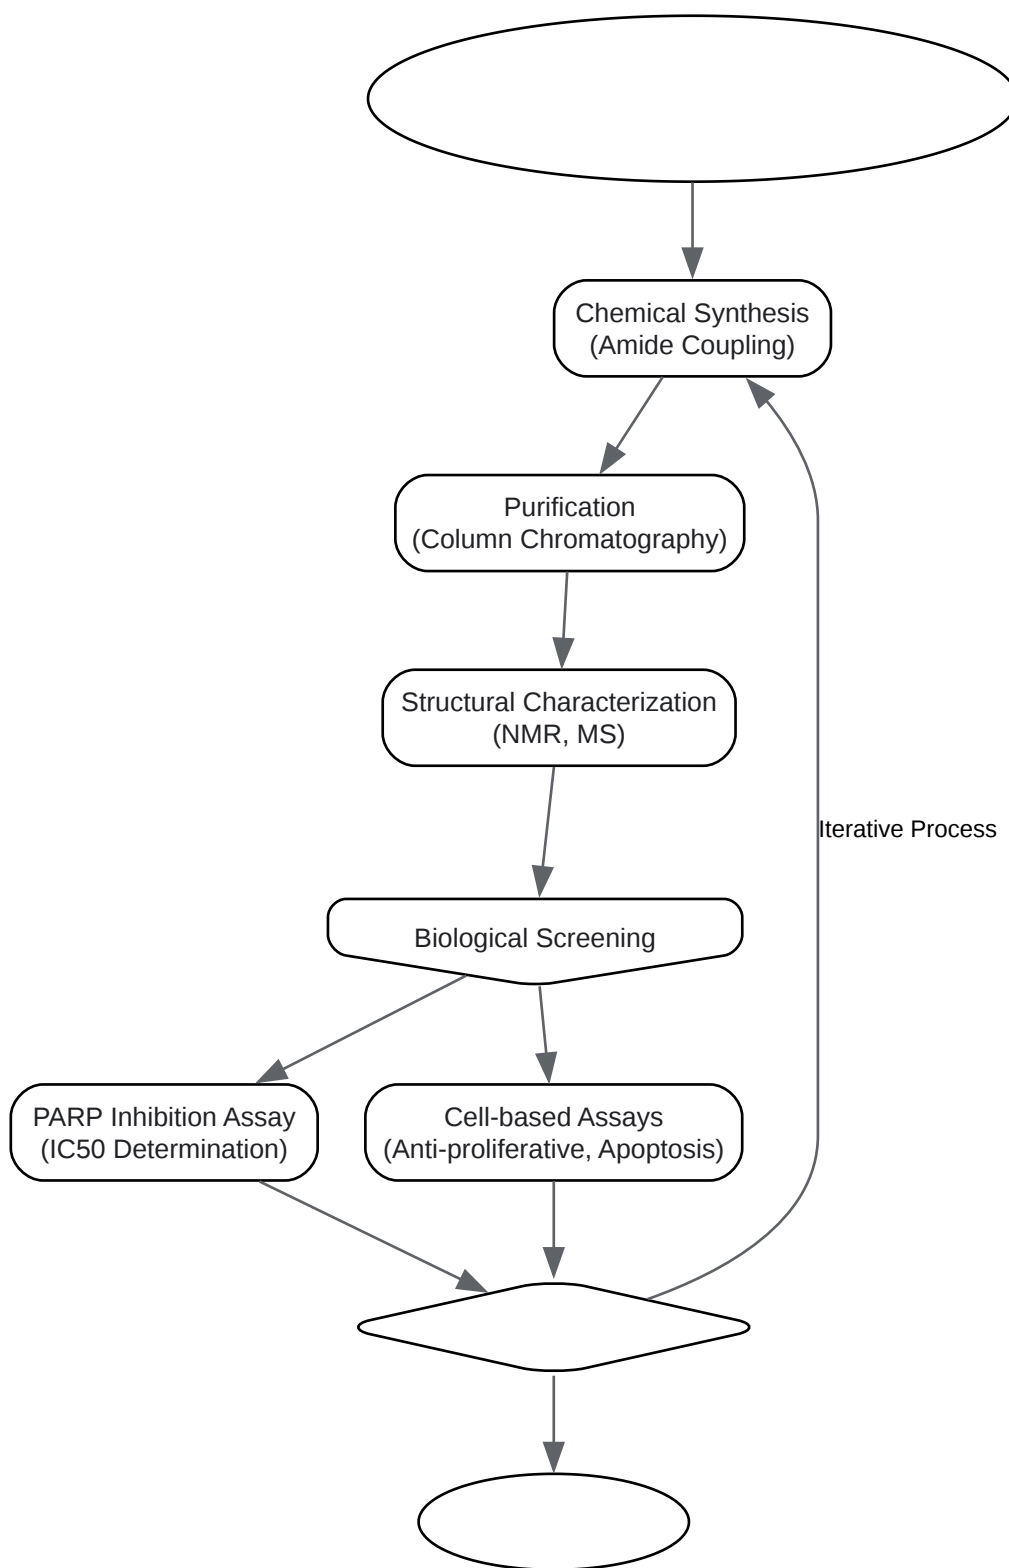 Chemical Synthesis
(Amide Coupling)
Purification
(Column Chromatography)
Structural Characterization
(NMR, MS)
Iterative Process
Biological Screening
PARP Inhibition Assay
(IC50 Determination)
Cell-based Assays
(Anti-proliferative, Apoptosis)